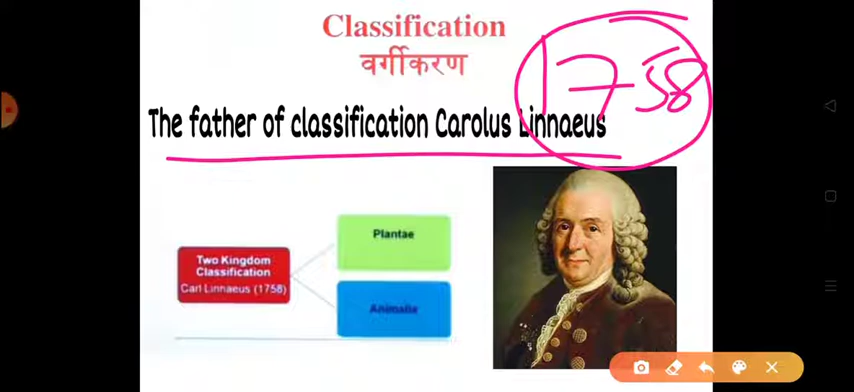 Classification
वर्गीकरण
1758
The father of classification Carolus Linnaeus
Two Kingdom
Classification
Carl Linnaeus (1758)
Plantae
Animalia